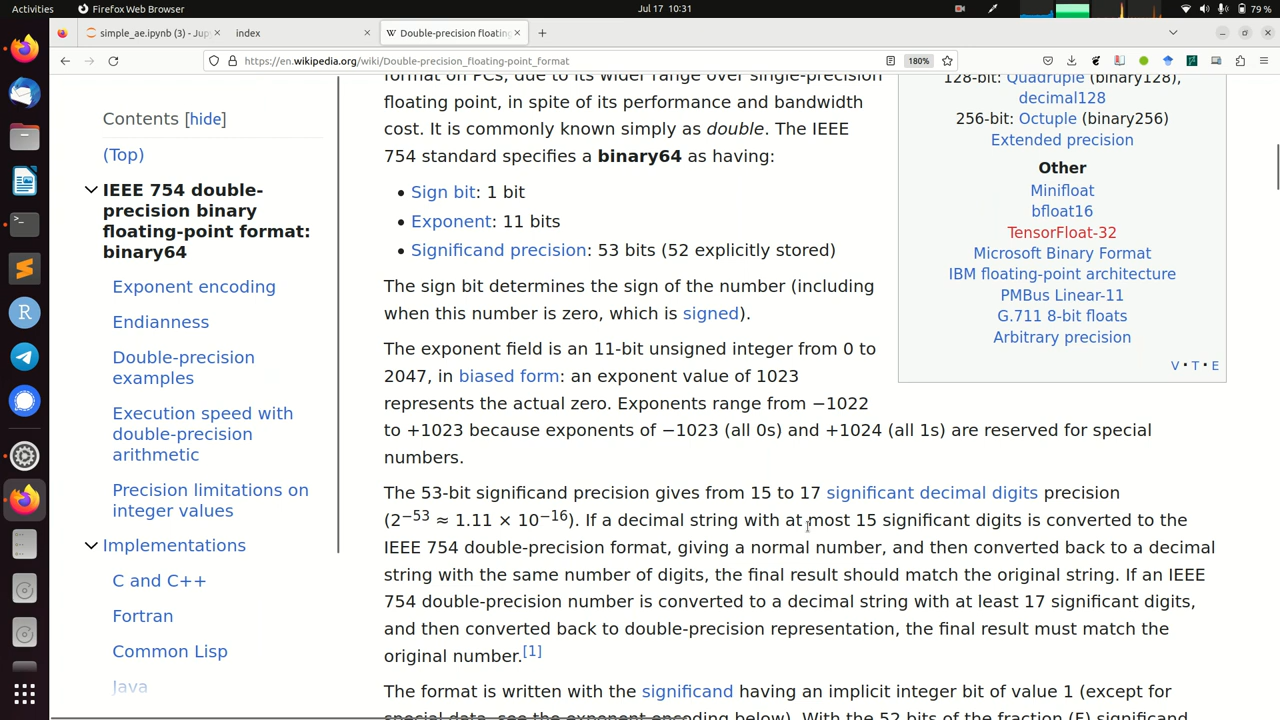 Activities
Firefox Web Browser
Jul 17 10:31
79 %
simple_ae.ipynb (3) - Jup
index
W Double-precision floating
https://en.wikipedia.org/wiki/Double-precision_floating-point_format
180%
Contents [hide]
(Top)
IEEE 754 double-
precision binary
floating-point format:
binary64
Exponent encoding
Endianness
Double-precision
examples
Execution speed with
double-precision
arithmetic
Precision limitations on
integer values
Implementations
C and C++
Fortran
Common Lisp
Java
format on PCs, due to its wider range over single-precision
floating point, in spite of its performance and bandwidth
cost. It is commonly known simply as double. The IEEE
754 standard specifies a binary64 as having:
• Sign bit: 1 bit
• Exponent: 11 bits
• Significand precision: 53 bits (52 explicitly stored)
The sign bit determines the sign of the number (including
when this number is zero, which is signed).
The exponent field is an 11-bit unsigned integer from 0 to
2047, in biased form: an exponent value of 1023
represents the actual zero. Exponents range from −1022
to +1023 because exponents of −1023 (all 0s) and +1024 (all 1s) are reserved for special
numbers.
The 53-bit significand precision gives from 15 to 17 significant decimal digits precision
(2⁻⁵³ ≈ 1.11 × 10⁻¹⁶). If a decimal string with at most 15 significant digits is converted to the
IEEE 754 double-precision format, giving a normal number, and then converted back to a decimal
string with the same number of digits, the final result should match the original string. If an IEEE
754 double-precision number is converted to a decimal string with at least 17 significant digits,
and then converted back to double-precision representation, the final result must match the
original number.[1]
The format is written with the significand having an implicit integer bit of value 1 (except for
special data, see the exponent encoding below). With the 52 bits of the fraction (F) significand
128-bit: Quadruple (binary128),
decimal128
256-bit: Octuple (binary256)
Extended precision
Other
Minifloat
bfloat16
TensorFloat-32
Microsoft Binary Format
IBM floating-point architecture
PMBus Linear-11
G.711 8-bit floats
Arbitrary precision
V · T · E